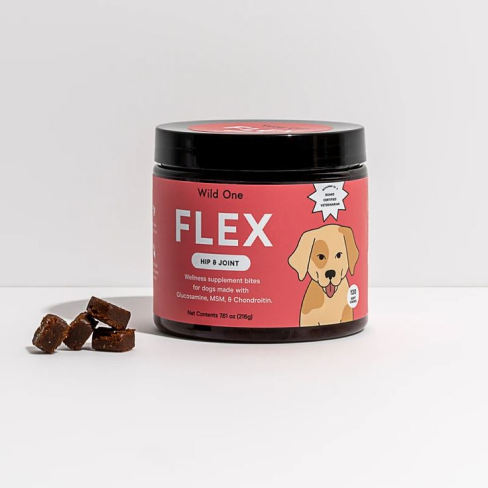 Wild One
FLEX
HIP & JOINT
Wellness supplement bites
for dogs made with
Glucosamine, MSM, & Chondroitin.
Net Contents 7.61 oz (216g)
BOARD
CERTIFIED
VETERINARIAN